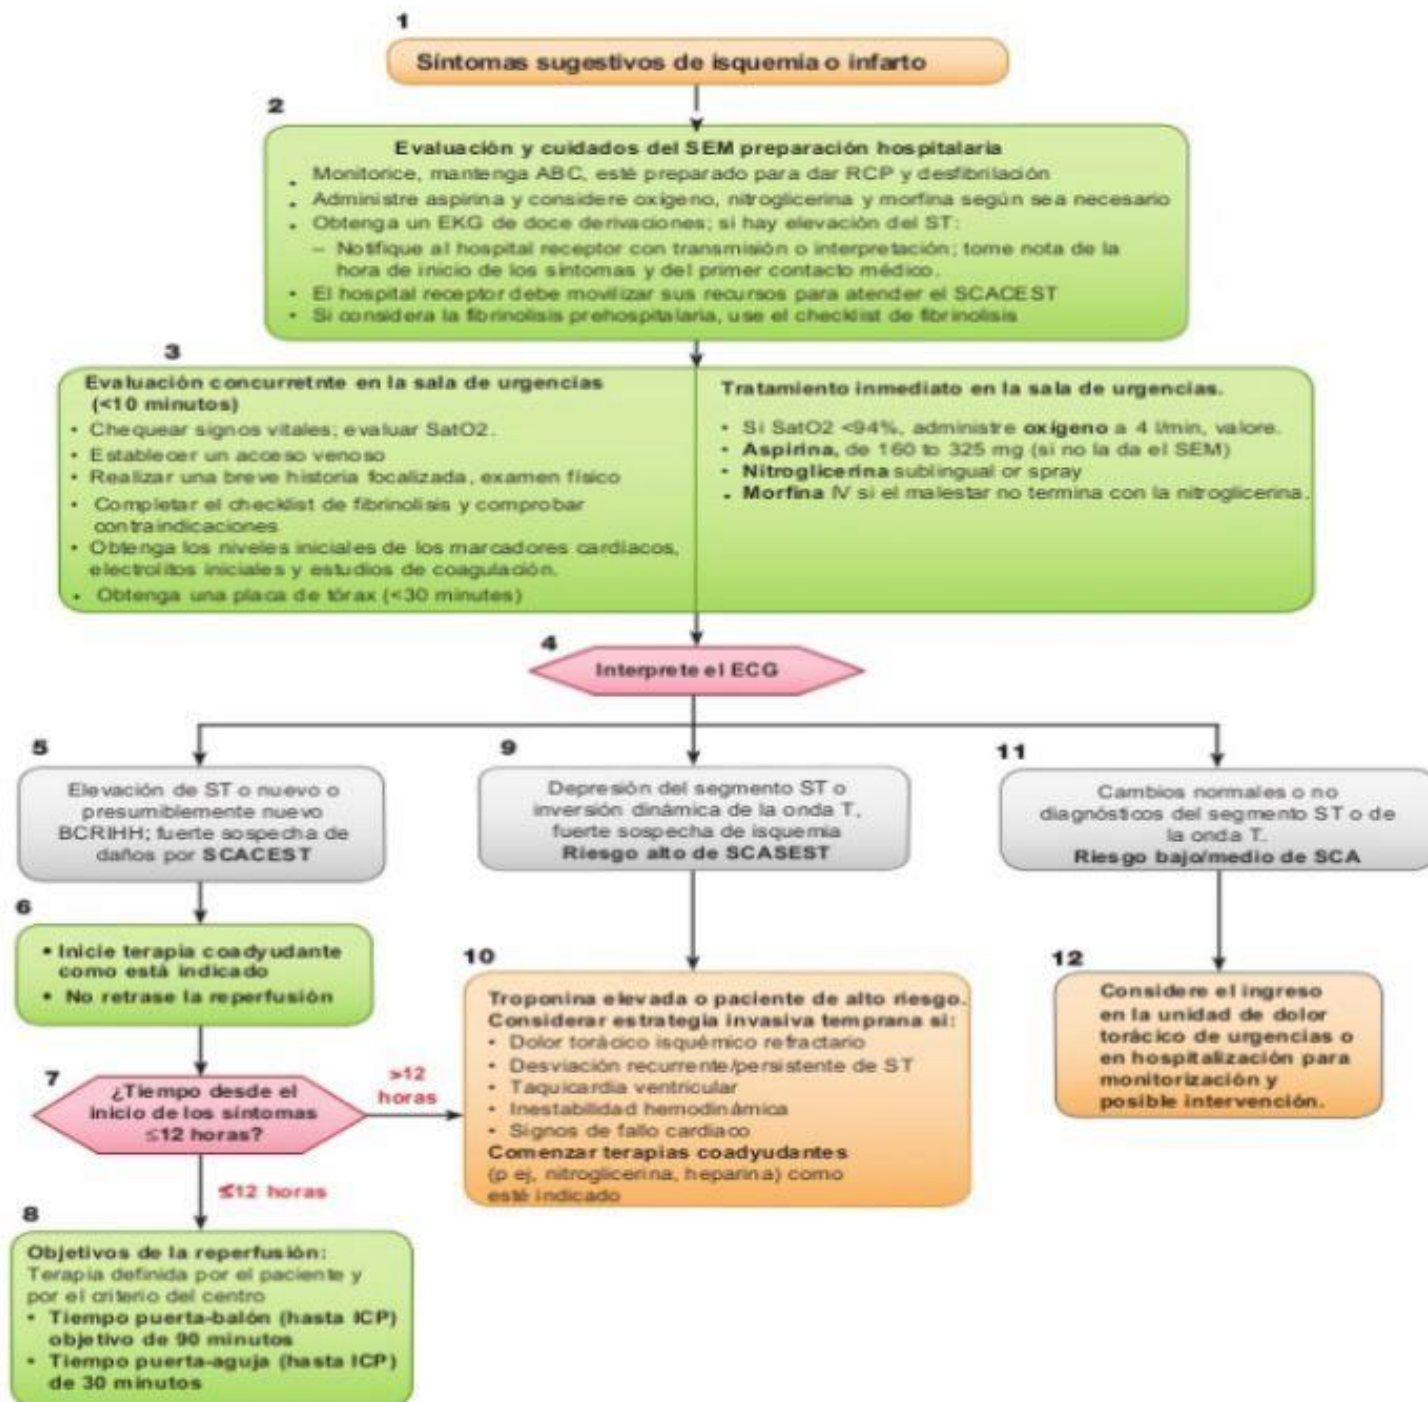 1
Síntomas sugestivos de isquemia o infarto
2
Evaluación y cuidados del SEM preparación hospitalaria
• Monitorice, mantenga ABC, esté preparado para dar RCP y desfibrilación
• Administre aspirina y considere oxígeno, nitroglicerina y morfina según sea necesario
• Obtenga un EKG de doce derivaciones; si hay elevación del ST:
– Notifique al hospital receptor con transmisión o interpretación; tome nota de la
hora de inicio de los síntomas y del primer contacto médico.
• El hospital receptor debe movilizar sus recursos para atender el SCACEST
• Si considera la fibrinolisis prehospitalaria, use el checklist de fibrinolisis
3
Evaluación concurretnte en la sala de urgencias
(<10 minutos)
• Chequear signos vitales; evaluar SatO2.
• Establecer un acceso venoso
• Realizar una breve historia focalizada, examen físico
• Completar el checklist de fibrinolisis y comprobar
contraindicaciones
• Obtenga los niveles iniciales de los marcadores cardíacos,
electrolitos iniciales y estudios de coagulación.
• Obtenga una placa de tórax (<30 minutes)
Tratamiento inmediato en la sala de urgencias.
• Si SatO2 <94%, administre oxígeno a 4 l/min, valore.
• Aspirina, de 160 to 325 mg (si no la da el SEM)
• Nitroglicerina sublingual or spray
• Morfina IV si el malestar no termina con la nitroglicerina.
4
Interprete el ECG
5
Elevación de ST o nuevo o
presumiblemente nuevo
BCRIHH; fuerte sospecha de
daños por SCACEST
9
Depresión del segmento ST o
inversión dinámica de la onda T,
fuerte sospecha de isquemia
Riesgo alto de SCASEST
11
Cambios normales o no
diagnósticos del segmento ST o de
la onda T.
Riesgo bajo/medio de SCA
6
• Inicie terapia coadyudante
como está indicado
• No retrase la reperfusión
10
Troponina elevada o paciente de alto riesgo.
Considerar estrategia invasiva temprana si:
• Dolor torácico isquémico refractario
• Desviación recurrente/persistente de ST
• Taquicardia ventricular
• Inestabilidad hemodinámica
• Signos de fallo cardiaco
Comenzar terapias coadyudantes
(p ej, nitroglicerina, heparina) como
esté indicado
12
Considere el ingreso
en la unidad de dolor
torácico de urgencias o
en hospitalización para
monitorización y
posible intervención.
7
¿Tiempo desde el
inicio de los síntomas
≤12 horas?
>12
horas
≤12 horas
8
Objetivos de la reperfusión:
Terapia definida por el paciente y
por el criterio del centro
• Tiempo puerta-balón (hasta ICP)
objetivo de 90 minutos
• Tiempo puerta-aguja (hasta ICP)
de 30 minutos